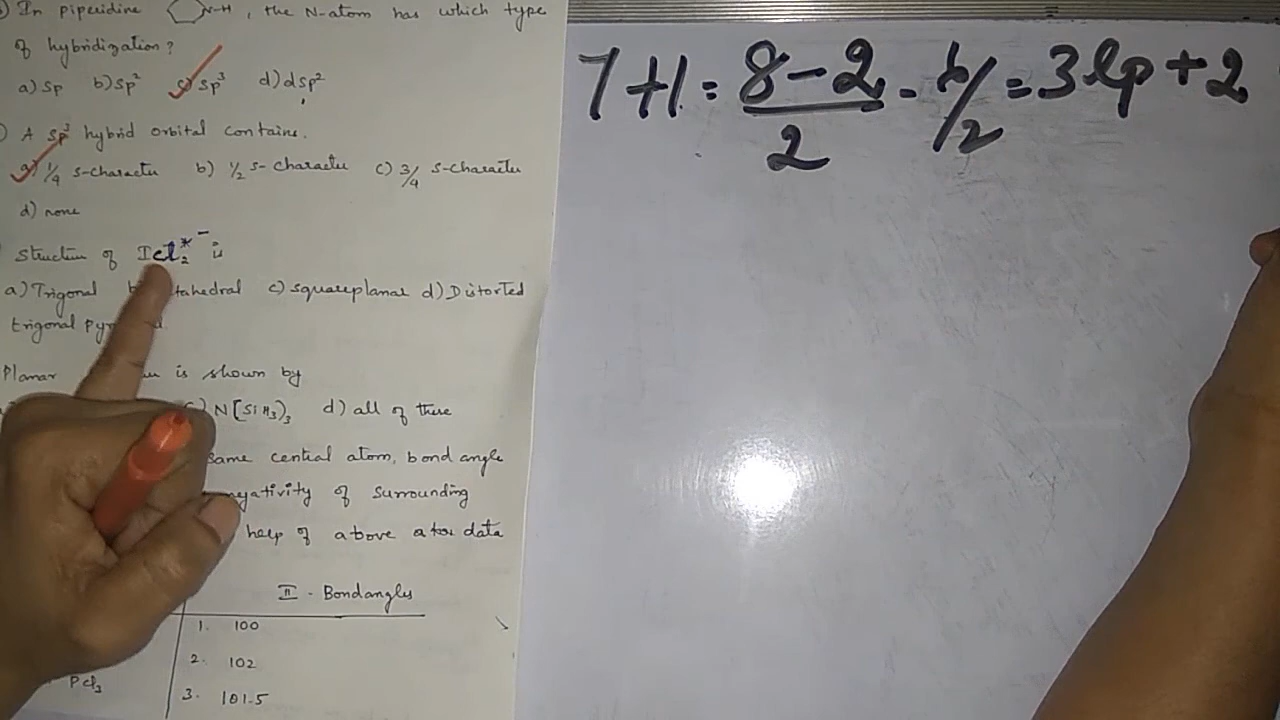 In piperidine N-H, the N-atom has which type
of hybridization?
a) sp b) sp² c) sp³ d) dsp²
A sp³ hybrid orbital contains.
a) 1/4 s-character b) 1/2 s-character c) 3/4 s-character
d) none
Structure of ICl₂⁻ is
a) Trigonal tahedral c) squareplanar d) Distorted
trigonal
Planar is shown by
N[SiH₃]₃ d) all of these
same central atom, bond angle
negativity of surrounding
help of above data
II - Bondangles
1. 100
2. 102
PCl₃
3. 101.5
7+1 = 8-2/2 = 6/2 = 3lp+2